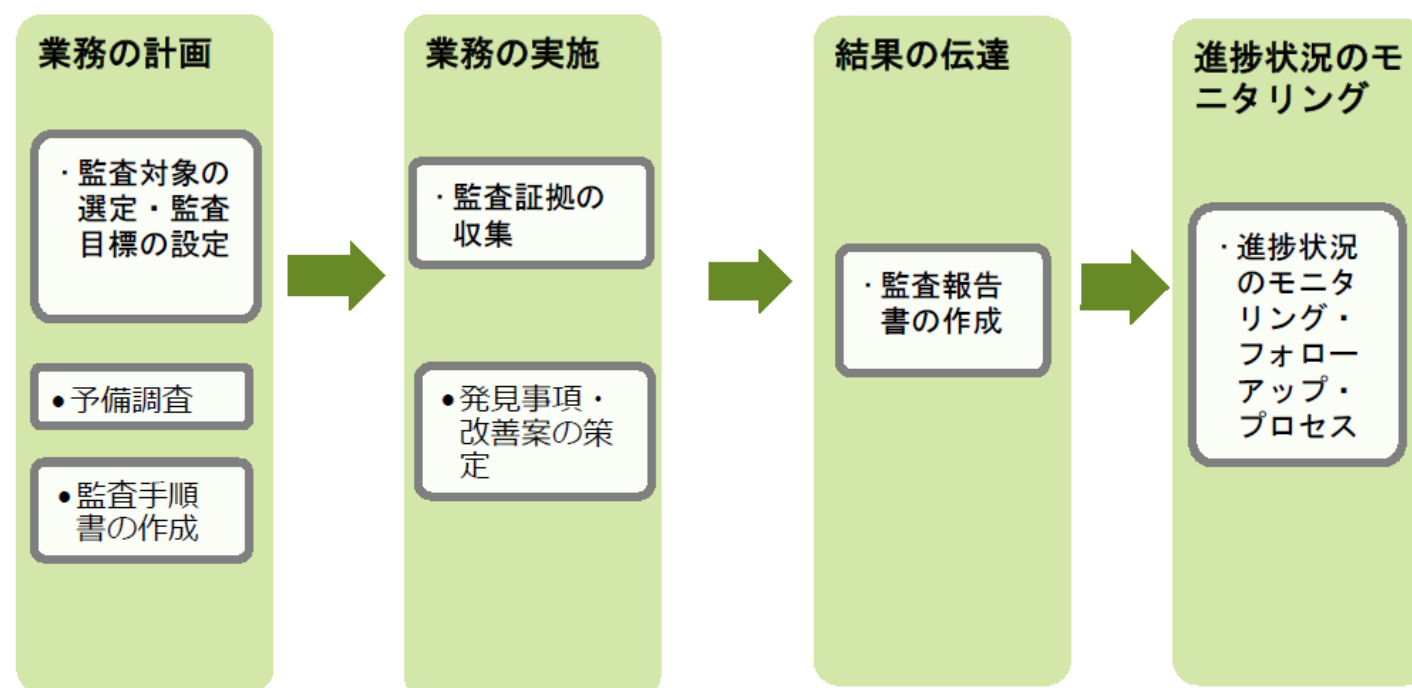 業務の計画
・監査対象の
選定・監査
目標の設定
●予備調査
●監査手順
書の作成
業務の実施
・監査証拠の
収集
●発見事項・
改善案の策
定
結果の伝達
・監査報告
書の作成
進捗状況のモ
ニタリング
・進捗状況
のモニタ
リング・
フォロー
アップ・
プロセス